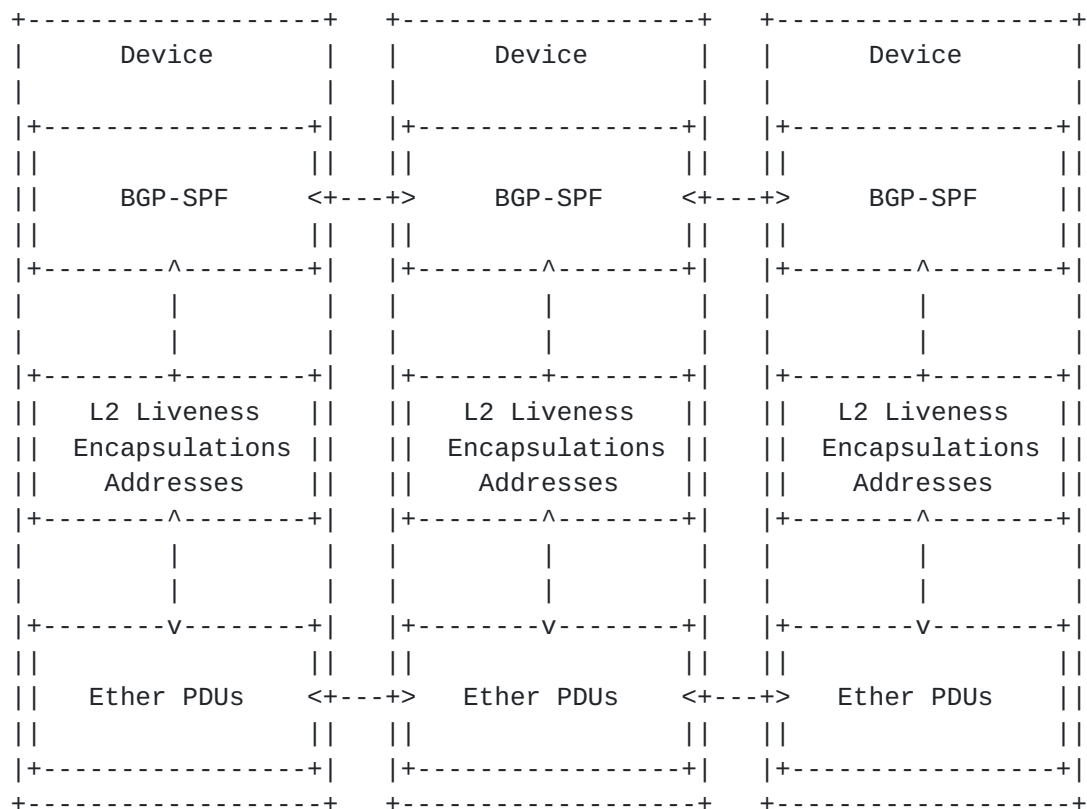 Device Device Device
BGP-SPF BGP-SPF BGP-SPF
L2 Liveness L2 Liveness L2 Liveness
Encapsulations Encapsulations Encapsulations
Addresses Addresses Addresses
Ether PDUs Ether PDUs Ether PDUs